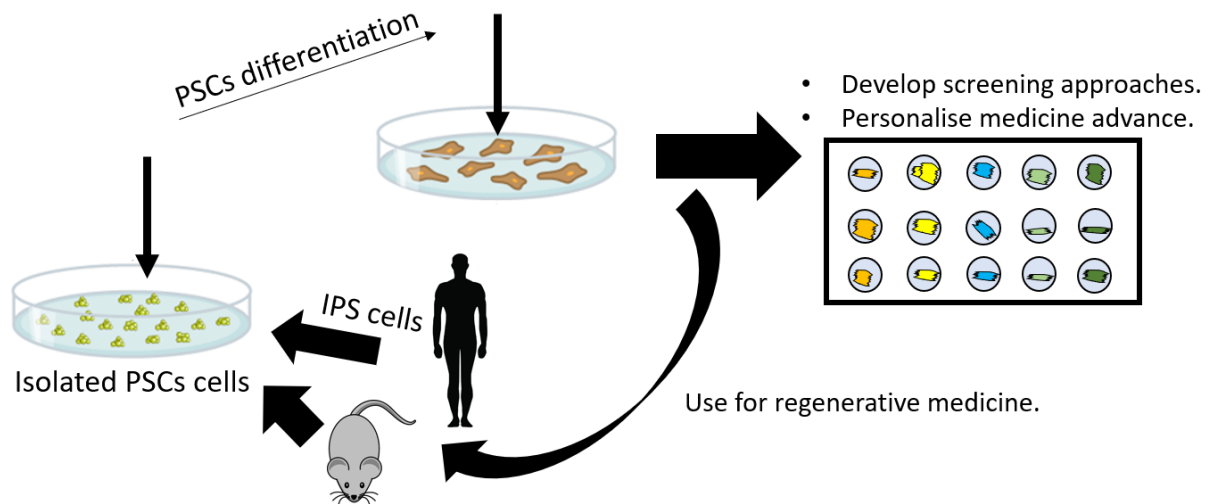 PSCs differentiation
• Develop screening approaches.
• Personalise medicine advance.
IPS cells
Isolated PSCs cells
Use for regenerative medicine.